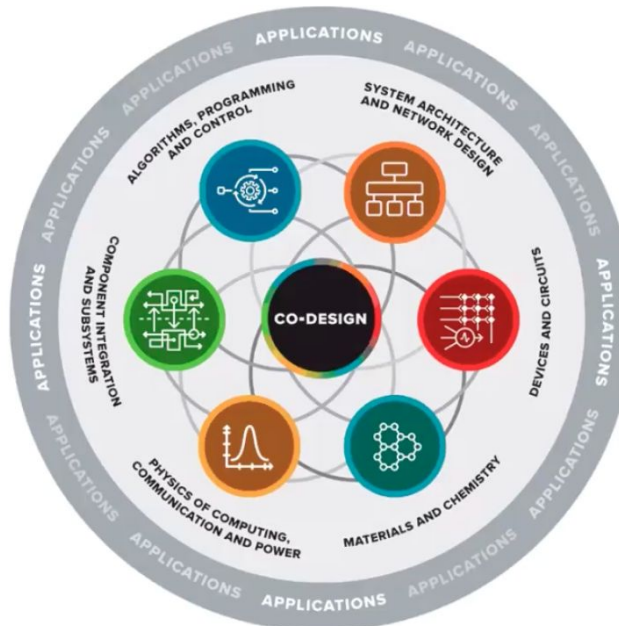 APPLICATIONS
APPLICATIONS
APPLICATIONS
APPLICATIONS
APPLICATIONS
APPLICATIONS
APPLICATIONS
APPLICATIONS
APPLICATIONS
APPLICATIONS
APPLICATIONS
APPLICATIONS
ALGORITHMS, PROGRAMMING
AND CONTROL
SYSTEM ARCHITECTURE
AND NETWORK DESIGN
DEVICES AND CIRCUITS
MATERIALS AND CHEMISTRY
PHYSICS OF COMPUTING,
COMMUNICATION AND POWER
COMPONENT INTEGRATION
AND SUBSYSTEMS
CO-DESIGN